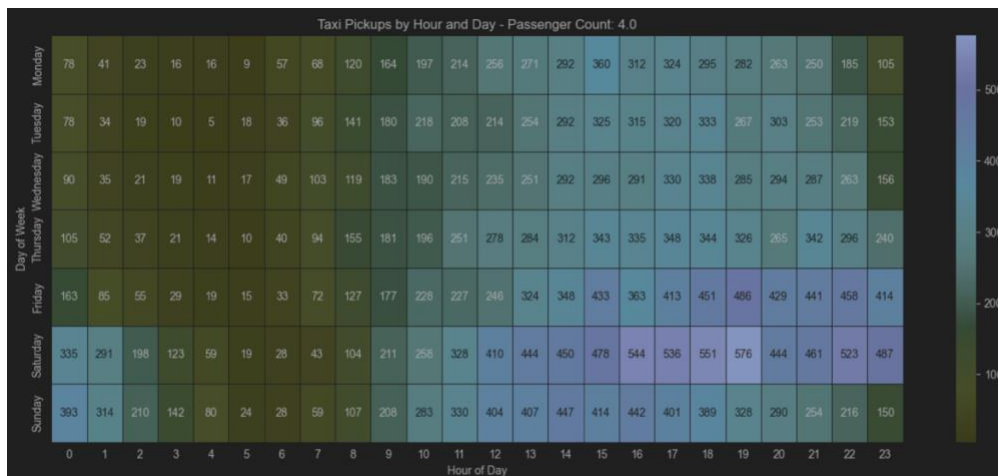 Taxi Pickups by Hour and Day - Passenger Count: 4.0
Day of Week
Monday 78 41 23 16 16 9 57 68 120 164 197 214 256 271 292 360 312 324 295 282 263 250 185 105
Tuesday 78 34 19 10 5 18 36 96 141 180 218 208 214 254 292 325 315 320 333 267 303 253 219 153
Wednesday 90 35 21 19 11 17 49 103 119 183 190 215 235 251 292 296 291 330 338 285 294 287 263 156
Thursday 105 52 37 21 14 10 40 94 155 181 196 251 278 284 312 343 335 348 344 326 265 342 296 240
Friday 163 85 55 29 19 15 33 72 127 177 228 227 246 324 348 433 363 413 451 486 429 441 458 414
Saturday 335 291 198 123 59 19 28 43 104 211 258 328 410 444 450 478 544 536 551 576 444 461 523 487
Sunday 393 314 210 142 80 24 28 59 107 208 283 330 404 407 447 414 442 401 389 328 290 254 216 150
0 1 2 3 4 5 6 7 8 9 10 11 12 13 14 15 16 17 18 19 20 21 22 23
Hour of Day
500
400
300
200
100